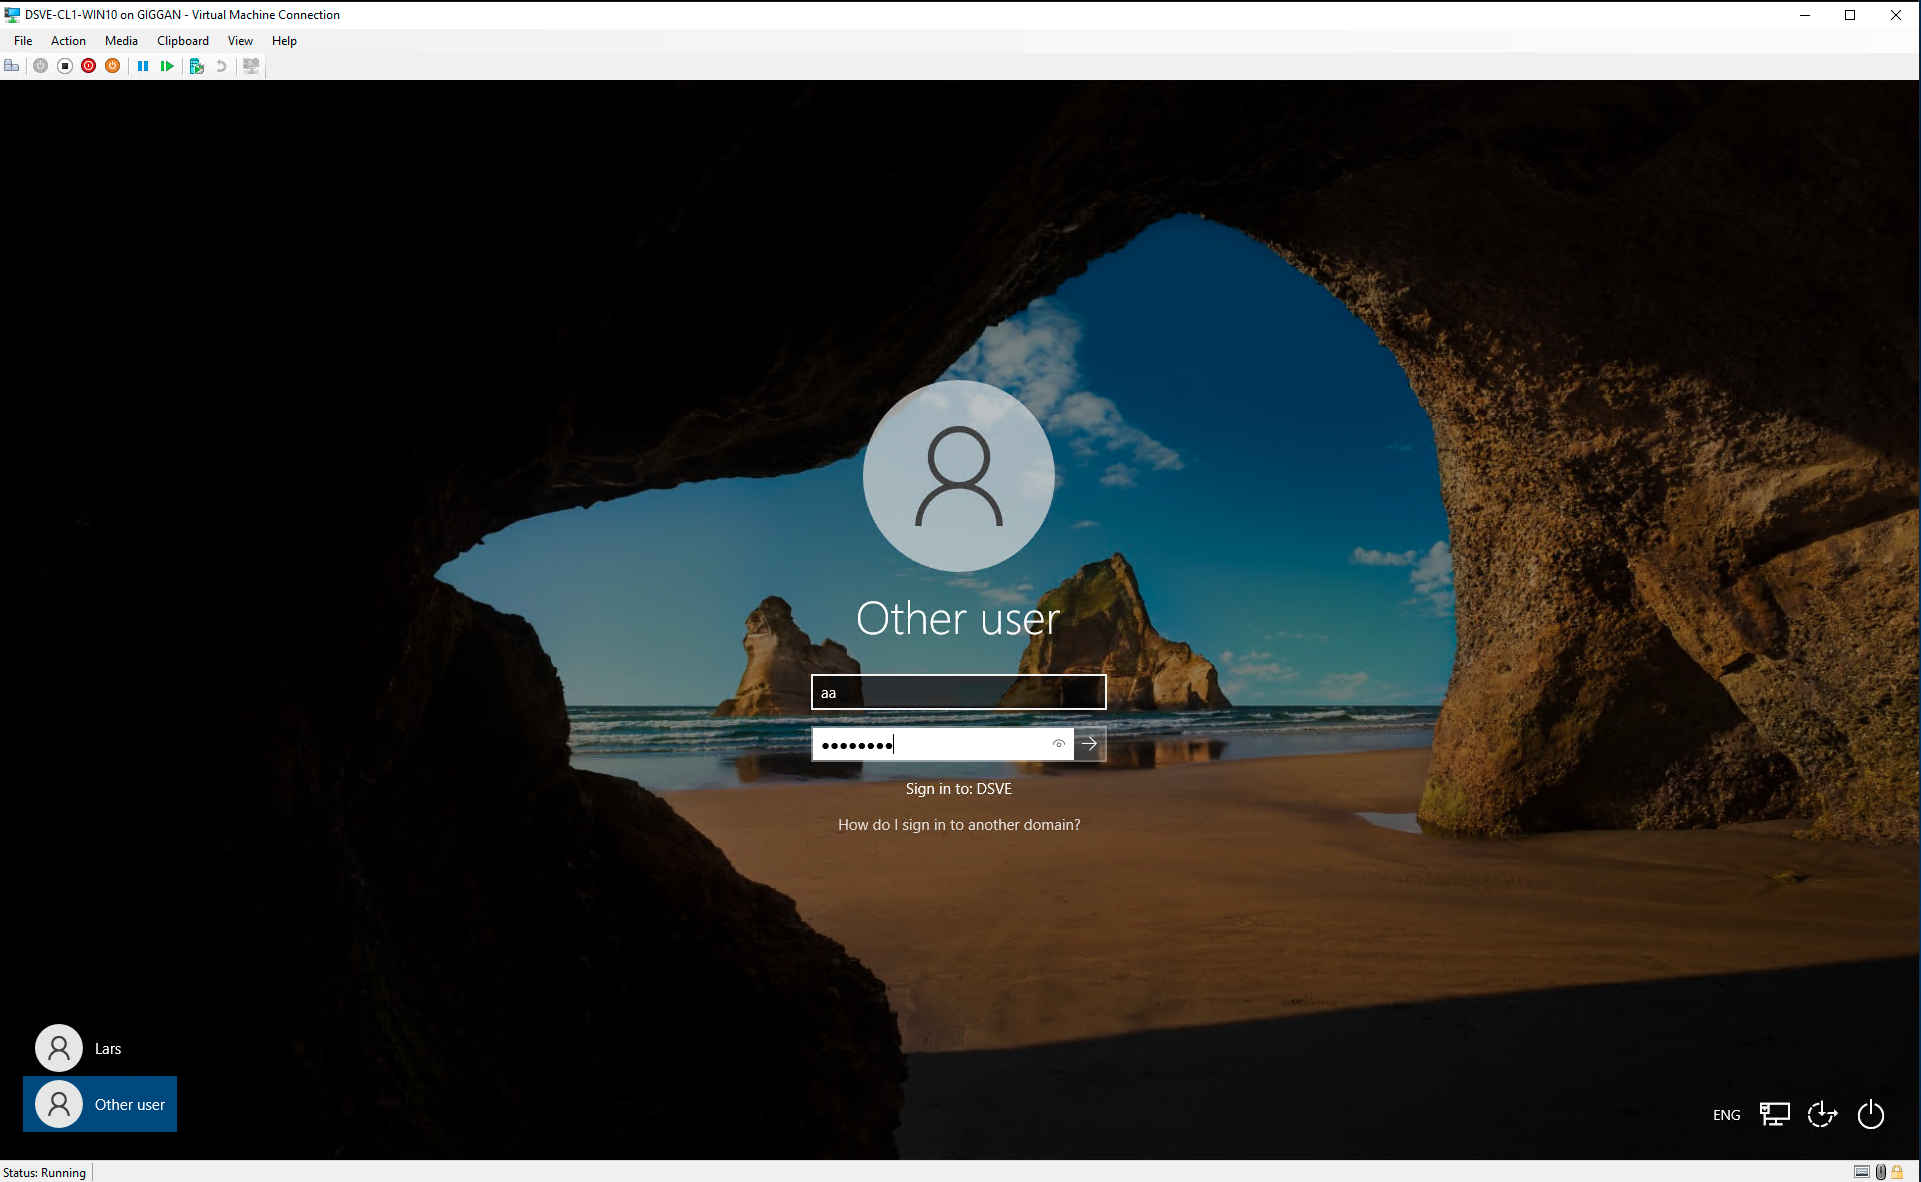 DSVE-CL1-WIN10 on GIGGAN - Virtual Machine Connection
File Action Media Clipboard View Help
Other user
aa
●●●●●●●●
Sign in to: DSVE
How do I sign in to another domain?
Lars
Other user
ENG
Status: Running